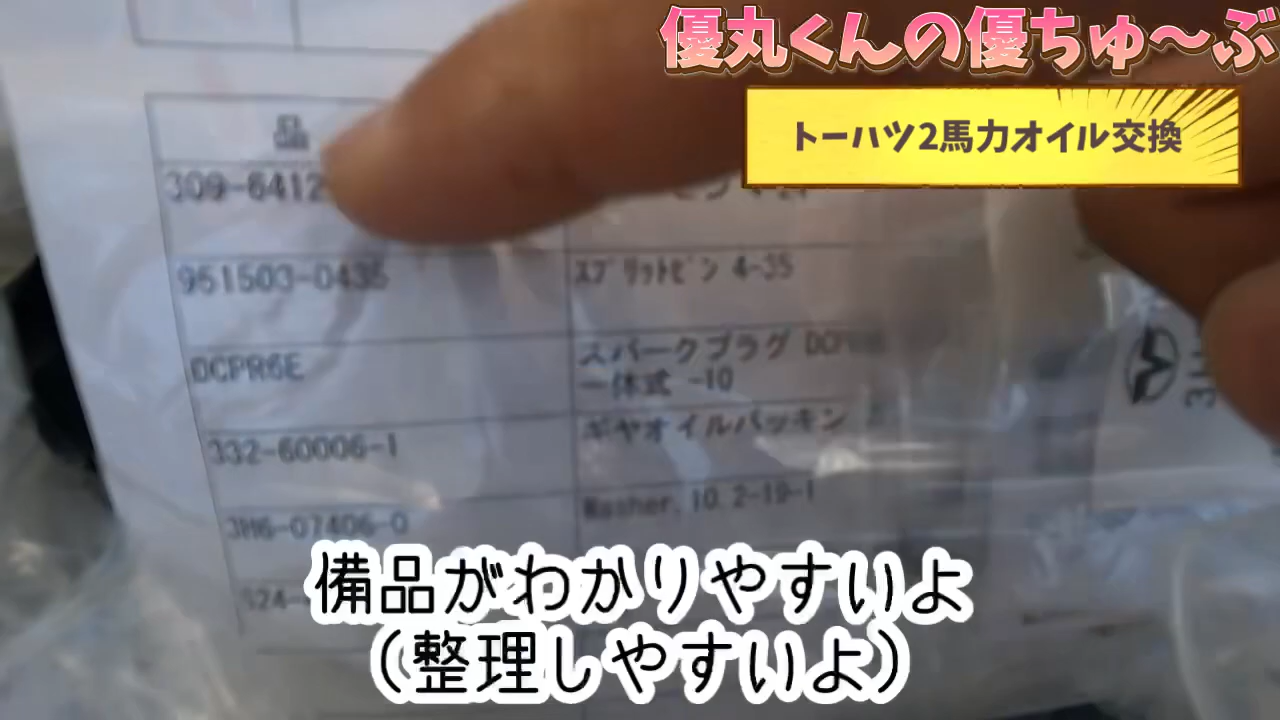 優丸くんの優ちゅ～ぶ
トーハツ2馬力オイル交換
品
309-6412
951503-0435
スプリットピン 4-35
DCPR6E
スパークプラグ
一体式 -10
332-60006-1
ギヤオイルパッキン
3H6-07406-0
Washer, 10.2-19-1
備品がわかりやすいよ
（整理しやすいよ）